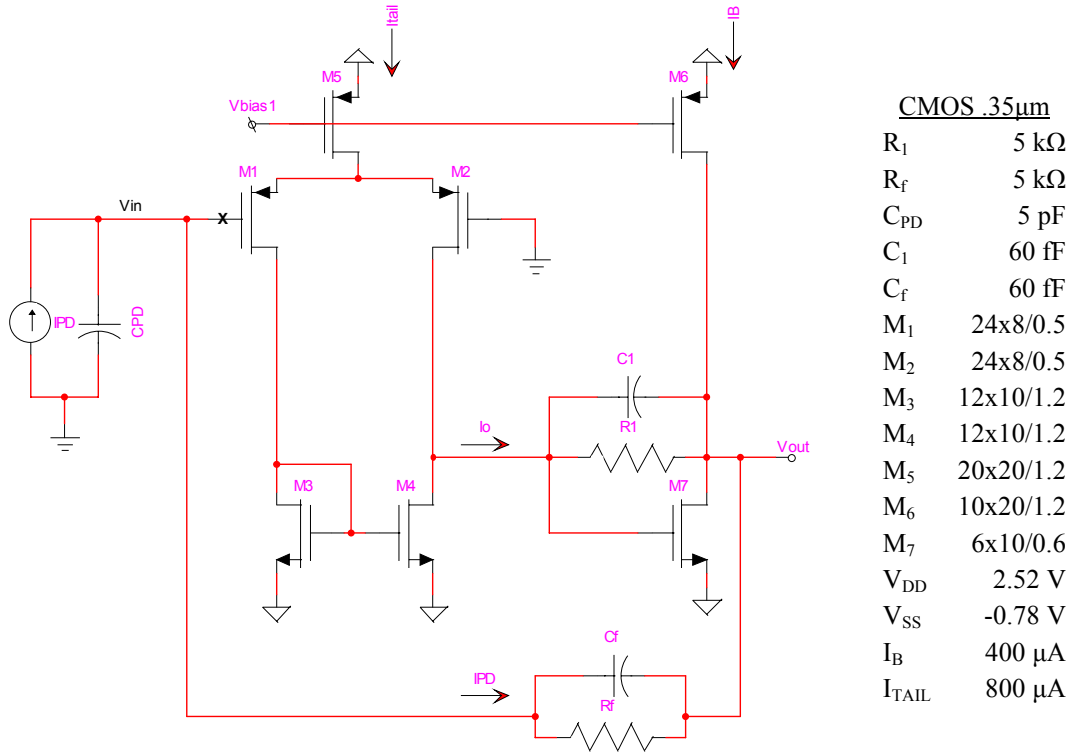 Itail
IB
M5
M6
Vbias1
M1
M2
Vin
x
IPD
CPD
C1
R1
Io
Vout
M3
M4
M7
Cf
IPD
Rf
CMOS .35μm
R1 5 kΩ
Rf 5 kΩ
CPD 5 pF
C1 60 fF
Cf 60 fF
M1 24x8/0.5
M2 24x8/0.5
M3 12x10/1.2
M4 12x10/1.2
M5 20x20/1.2
M6 10x20/1.2
M7 6x10/0.6
VDD 2.52 V
VSS -0.78 V
IB 400 μA
ITAIL 800 μA